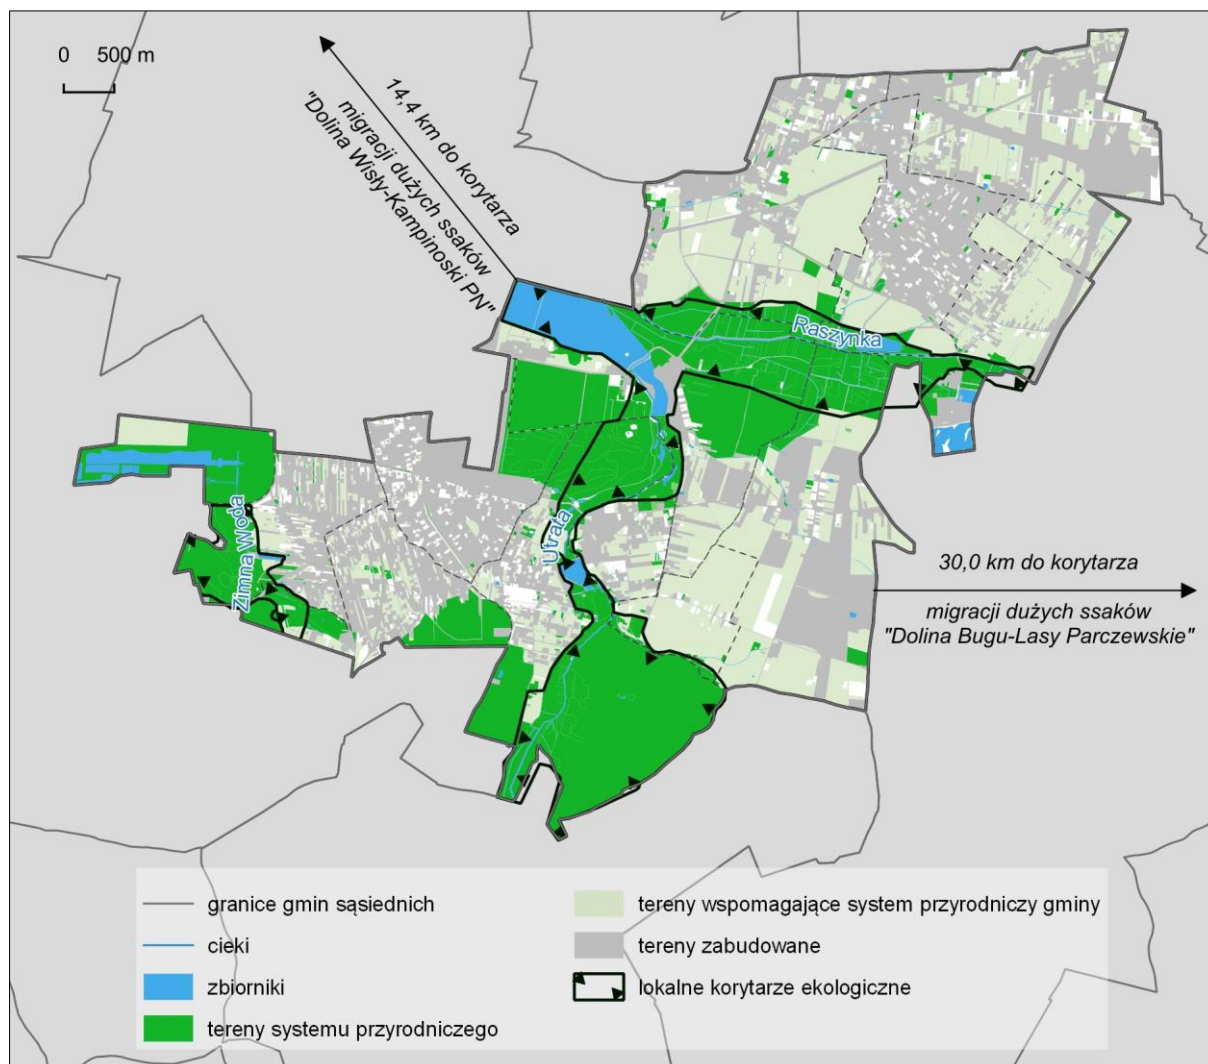 0 500 m
14,4 km do korytarza
migracji dużych ssaków
"Dolina Wisły-Kampinoski PN"
Raszynka
Zimna Woda
Utrata
30,0 km do korytarza
migracji dużych ssaków
"Dolina Bugu-Lasy Parczewskie"
granice gmin sąsiednich
cieki
zbiorniki
tereny systemu przyrodniczego
tereny wspomagające system przyrodniczy gminy
tereny zabudowane
lokalne korytarze ekologiczne